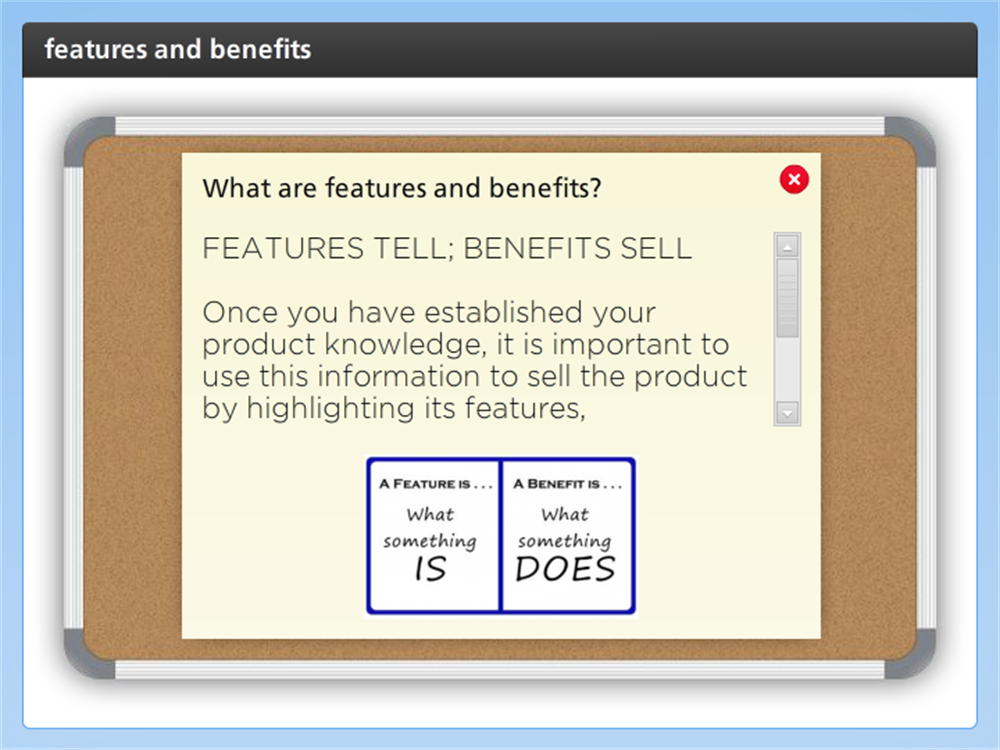 features and benefits
What are features and benefits?
FEATURES TELL; BENEFITS SELL
Once you have established your
product knowledge, it is important to
use this information to sell the product
by highlighting its features,
A FEATURE IS . . .
What
something
IS
A BENEFIT IS . . .
What
something
DOES